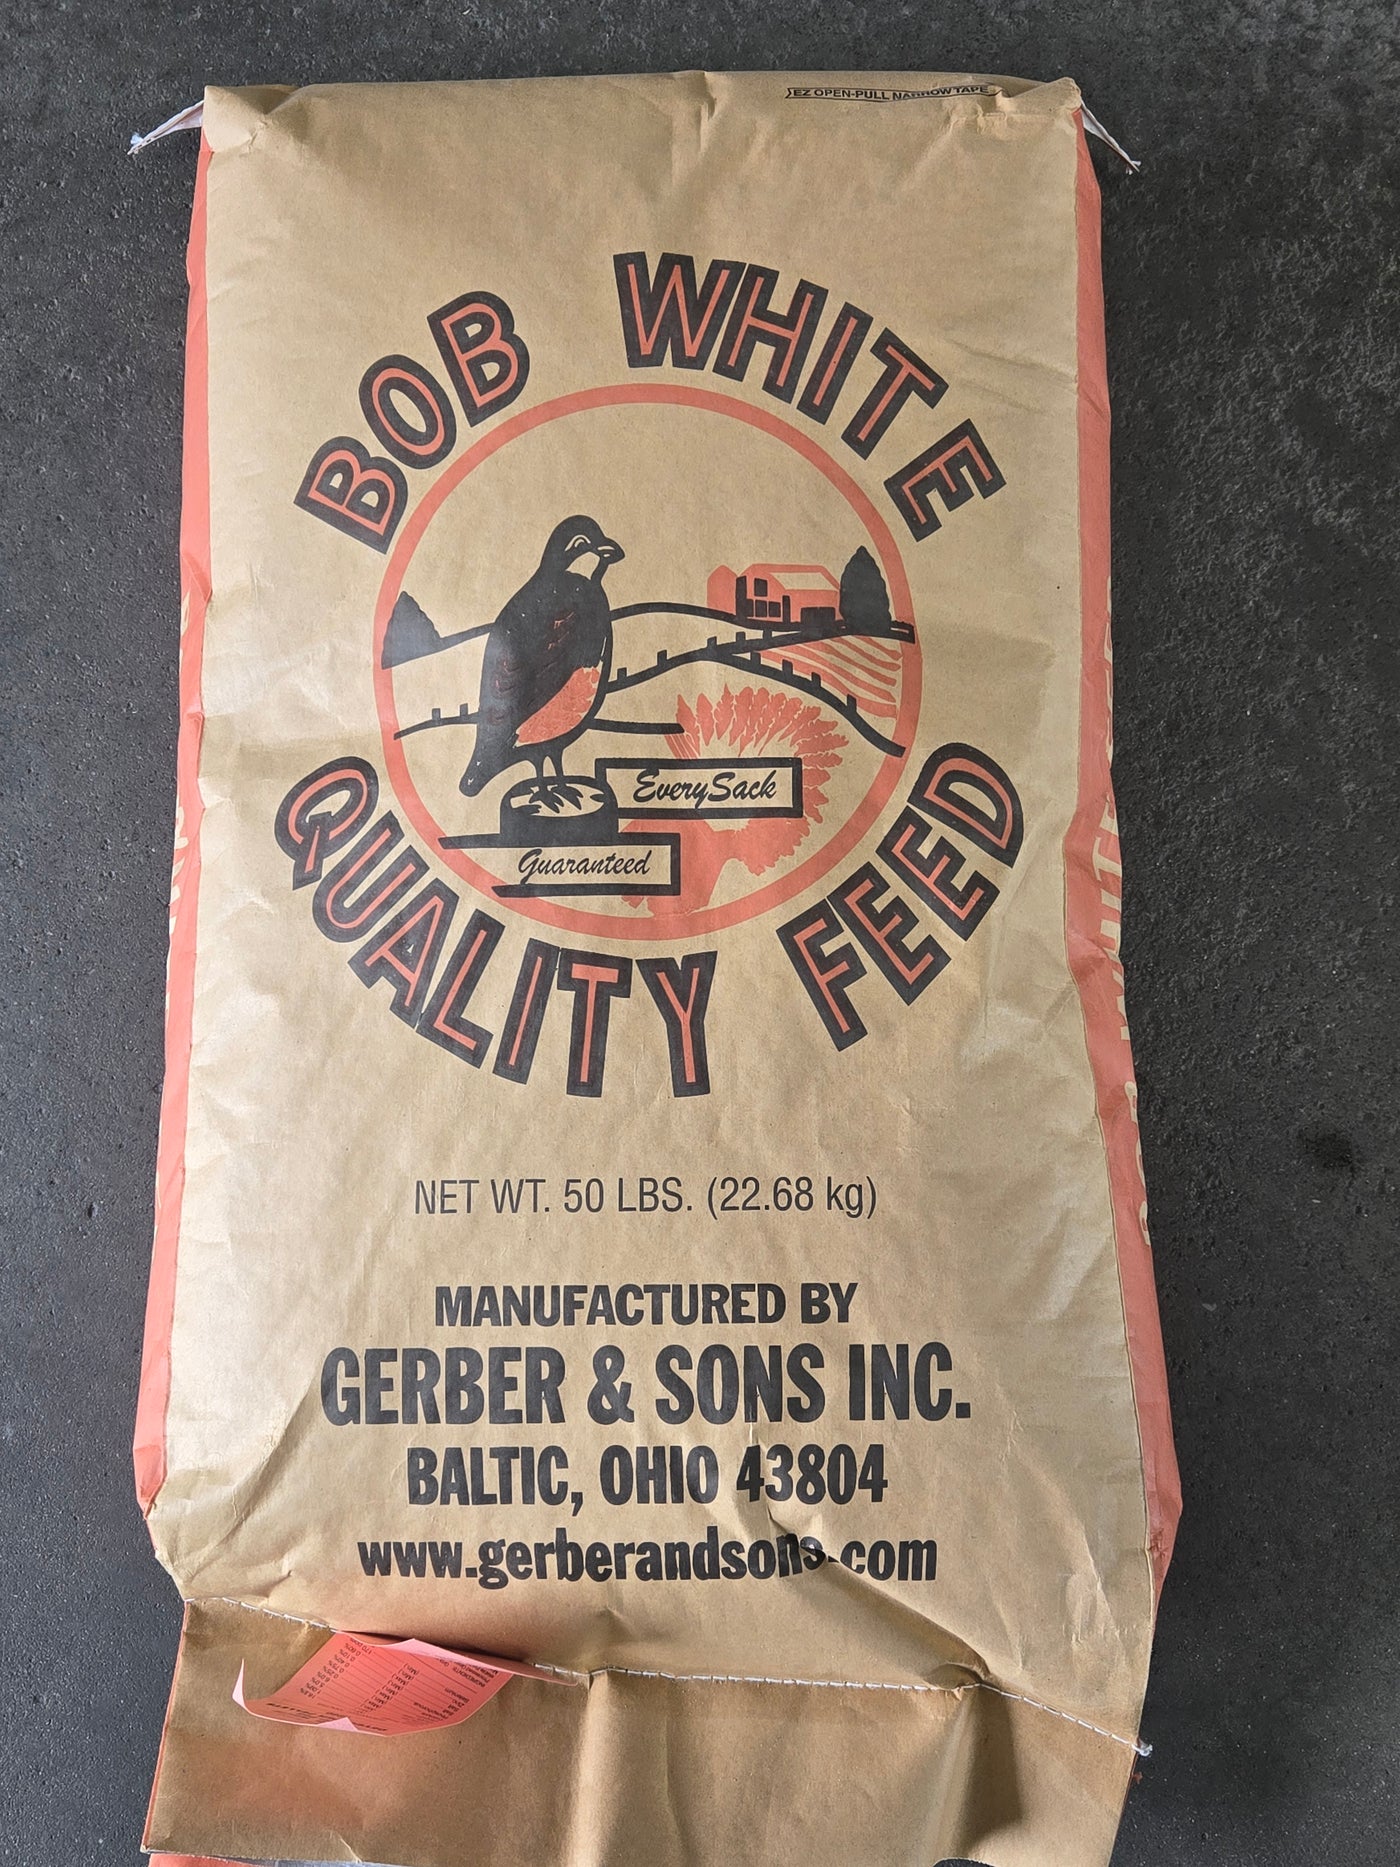 EZ OPEN-PULL NARROW TAPE
BOB WHITE
Every Sack
Guaranteed
QUALITY FEED
NET WT. 50 LBS. (22.68 kg)
MANUFACTURED BY
GERBER & SONS INC.
BALTIC, OHIO 43804
www.gerberandsons.com